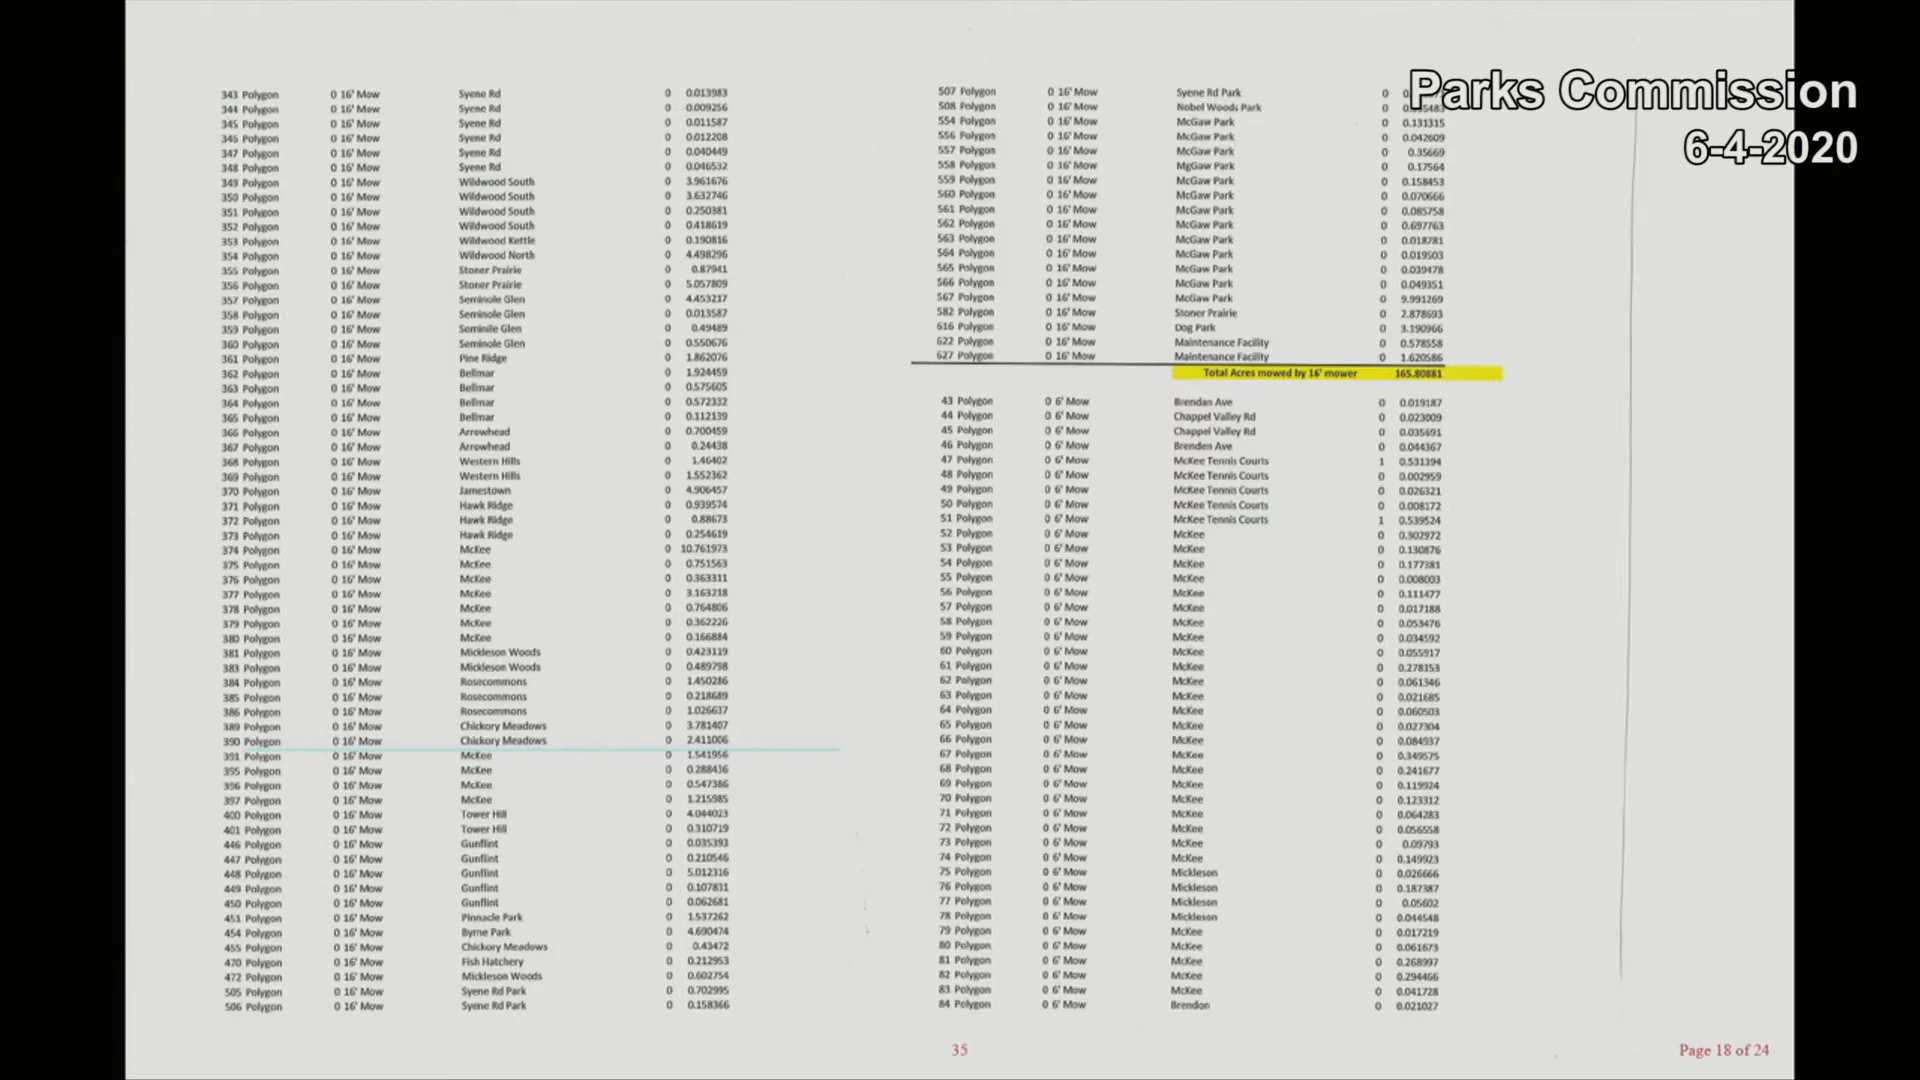 Parks Commission
6-4-2020
343 Polygon 0 16' Mow Syene Rd 0 0.013983
344 Polygon 0 16' Mow Syene Rd 0 0.009256
345 Polygon 0 16' Mow Syene Rd 0 0.011587
346 Polygon 0 16' Mow Syene Rd 0 0.012208
347 Polygon 0 16' Mow Syene Rd 0 0.040449
348 Polygon 0 16' Mow Syene Rd 0 0.046532
349 Polygon 0 16' Mow Wildwood South 0 3.961676
350 Polygon 0 16' Mow Wildwood South 0 3.632746
351 Polygon 0 16' Mow Wildwood South 0 0.250381
352 Polygon 0 16' Mow Wildwood South 0 0.418619
353 Polygon 0 16' Mow Wildwood Kettle 0 0.190816
354 Polygon 0 16' Mow Wildwood North 0 4.498296
355 Polygon 0 16' Mow Stoner Prairie 0 0.87941
356 Polygon 0 16' Mow Stoner Prairie 0 5.057809
357 Polygon 0 16' Mow Seminole Glen 0 4.453217
358 Polygon 0 16' Mow Seminole Glen 0 0.013587
359 Polygon 0 16' Mow Seminile Glen 0 0.49489
360 Polygon 0 16' Mow Seminole Glen 0 0.550676
361 Polygon 0 16' Mow Pine Ridge 0 1.862076
362 Polygon 0 16' Mow Bellmar 0 1.924459
363 Polygon 0 16' Mow Bellmar 0 0.575605
364 Polygon 0 16' Mow Bellmar 0 0.572332
365 Polygon 0 16' Mow Bellmar 0 0.112139
366 Polygon 0 16' Mow Arrowhead 0 0.700459
367 Polygon 0 16' Mow Arrowhead 0 0.24438
368 Polygon 0 16' Mow Western Hills 0 1.46402
369 Polygon 0 16' Mow Western Hills 0 1.552362
370 Polygon 0 16' Mow Jamestown 0 4.906457
371 Polygon 0 16' Mow Hawk Ridge 0 0.939574
372 Polygon 0 16' Mow Hawk Ridge 0 0.88673
373 Polygon 0 16' Mow Hawk Ridge 0 0.254619
374 Polygon 0 16' Mow McKee 0 10.761973
375 Polygon 0 16' Mow McKee 0 0.751563
376 Polygon 0 16' Mow McKee 0 0.363311
377 Polygon 0 16' Mow McKee 0 3.163218
378 Polygon 0 16' Mow McKee 0 0.764806
379 Polygon 0 16' Mow McKee 0 0.362226
380 Polygon 0 16' Mow McKee 0 0.166884
381 Polygon 0 16' Mow Mickleson Woods 0 0.423119
383 Polygon 0 16' Mow Mickleson Woods 0 0.489798
384 Polygon 0 16' Mow Rosecommons 0 1.450286
385 Polygon 0 16' Mow Rosecommons 0 0.218689
386 Polygon 0 16' Mow Rosecommons 0 1.026637
389 Polygon 0 16' Mow Chickory Meadows 0 3.781407
390 Polygon 0 16' Mow Chickory Meadows 0 2.411006
391 Polygon 0 16' Mow McKee 0 1.541956
395 Polygon 0 16' Mow McKee 0 0.288436
396 Polygon 0 16' Mow McKee 0 0.547386
397 Polygon 0 16' Mow McKee 0 1.215985
400 Polygon 0 16' Mow Tower Hill 0 4.044023
401 Polygon 0 16' Mow Tower Hill 0 0.310719
446 Polygon 0 16' Mow Gunflint 0 0.035393
447 Polygon 0 16' Mow Gunflint 0 0.210546
448 Polygon 0 16' Mow Gunflint 0 5.012316
449 Polygon 0 16' Mow Gunflint 0 0.107831
450 Polygon 0 16' Mow Gunflint 0 0.062681
451 Polygon 0 16' Mow Pinnacle Park 0 1.537262
454 Polygon 0 16' Mow Byrne Park 0 4.690474
455 Polygon 0 16' Mow Chickory Meadows 0 0.43472
470 Polygon 0 16' Mow Fish Hatchery 0 0.212953
472 Polygon 0 16' Mow Mickleson Woods 0 0.602754
505 Polygon 0 16' Mow Syene Rd Park 0 0.702995
506 Polygon 0 16' Mow Syene Rd Park 0 0.158366
507 Polygon 0 16' Mow Syene Rd Park 0
508 Polygon 0 16' Mow Nobel Woods Park 0
554 Polygon 0 16' Mow McGaw Park 0 0.131315
556 Polygon 0 16' Mow McGaw Park 0 0.042609
557 Polygon 0 16' Mow McGaw Park 0 0.35669
558 Polygon 0 16' Mow MgGaw Park 0 0.17564
559 Polygon 0 16' Mow McGaw Park 0 0.158453
560 Polygon 0 16' Mow McGaw Park 0 0.070666
561 Polygon 0 16' Mow McGaw Park 0 0.085758
562 Polygon 0 16' Mow McGaw Park 0 0.697763
563 Polygon 0 16' Mow McGaw Park 0 0.018781
564 Polygon 0 16' Mow McGaw Park 0 0.019503
565 Polygon 0 16' Mow McGaw Park 0 0.039478
566 Polygon 0 16' Mow McGaw Park 0 0.049351
567 Polygon 0 16' Mow McGaw Park 0 9.991269
582 Polygon 0 16' Mow Stoner Prairie 0 2.878693
616 Polygon 0 16' Mow Dog Park 0 3.190966
622 Polygon 0 16' Mow Maintenance Facility 0 0.578558
627 Polygon 0 16' Mow Maintenance Facility 0 1.620586
Total Acres mowed by 16' mower 165.80881
43 Polygon 0 6' Mow Brendan Ave 0 0.019187
44 Polygon 0 6' Mow Chappel Valley Rd 0 0.023009
45 Polygon 0 6' Mow Chappel Valley Rd 0 0.035691
46 Polygon 0 6' Mow Brenden Ave 0 0.044367
47 Polygon 0 6' Mow McKee Tennis Courts 1 0.531394
48 Polygon 0 6' Mow McKee Tennis Courts 0 0.002959
49 Polygon 0 6' Mow McKee Tennis Courts 0 0.026321
50 Polygon 0 6' Mow McKee Tennis Courts 0 0.008172
51 Polygon 0 6' Mow McKee Tennis Courts 1 0.539524
52 Polygon 0 6' Mow McKee 0 0.302972
53 Polygon 0 6' Mow McKee 0 0.130876
54 Polygon 0 6' Mow McKee 0 0.177381
55 Polygon 0 6' Mow McKee 0 0.008003
56 Polygon 0 6' Mow McKee 0 0.111477
57 Polygon 0 6' Mow McKee 0 0.017188
58 Polygon 0 6' Mow McKee 0 0.053476
59 Polygon 0 6' Mow McKee 0 0.034592
60 Polygon 0 6' Mow McKee 0 0.055917
61 Polygon 0 6' Mow McKee 0 0.278153
62 Polygon 0 6' Mow McKee 0 0.061346
63 Polygon 0 6' Mow McKee 0 0.021685
64 Polygon 0 6' Mow McKee 0 0.060503
65 Polygon 0 6' Mow McKee 0 0.027304
66 Polygon 0 6' Mow McKee 0 0.084937
67 Polygon 0 6' Mow McKee 0 0.349575
68 Polygon 0 6' Mow McKee 0 0.241677
69 Polygon 0 6' Mow McKee 0 0.119924
70 Polygon 0 6' Mow McKee 0 0.123312
71 Polygon 0 6' Mow McKee 0 0.064283
72 Polygon 0 6' Mow McKee 0 0.056558
73 Polygon 0 6' Mow McKee 0 0.09793
74 Polygon 0 6' Mow McKee 0 0.149923
75 Polygon 0 6' Mow Mickleson 0 0.026666
76 Polygon 0 6' Mow Mickleson 0 0.187387
77 Polygon 0 6' Mow Mickleson 0 0.05602
78 Polygon 0 6' Mow Mickleson 0 0.044548
79 Polygon 0 6' Mow McKee 0 0.017219
80 Polygon 0 6' Mow McKee 0 0.061673
81 Polygon 0 6' Mow McKee 0 0.268997
82 Polygon 0 6' Mow McKee 0 0.294466
83 Polygon 0 6' Mow McKee 0 0.041728
84 Polygon 0 6' Mow Brendon 0 0.021027
35
Page 18 of 24